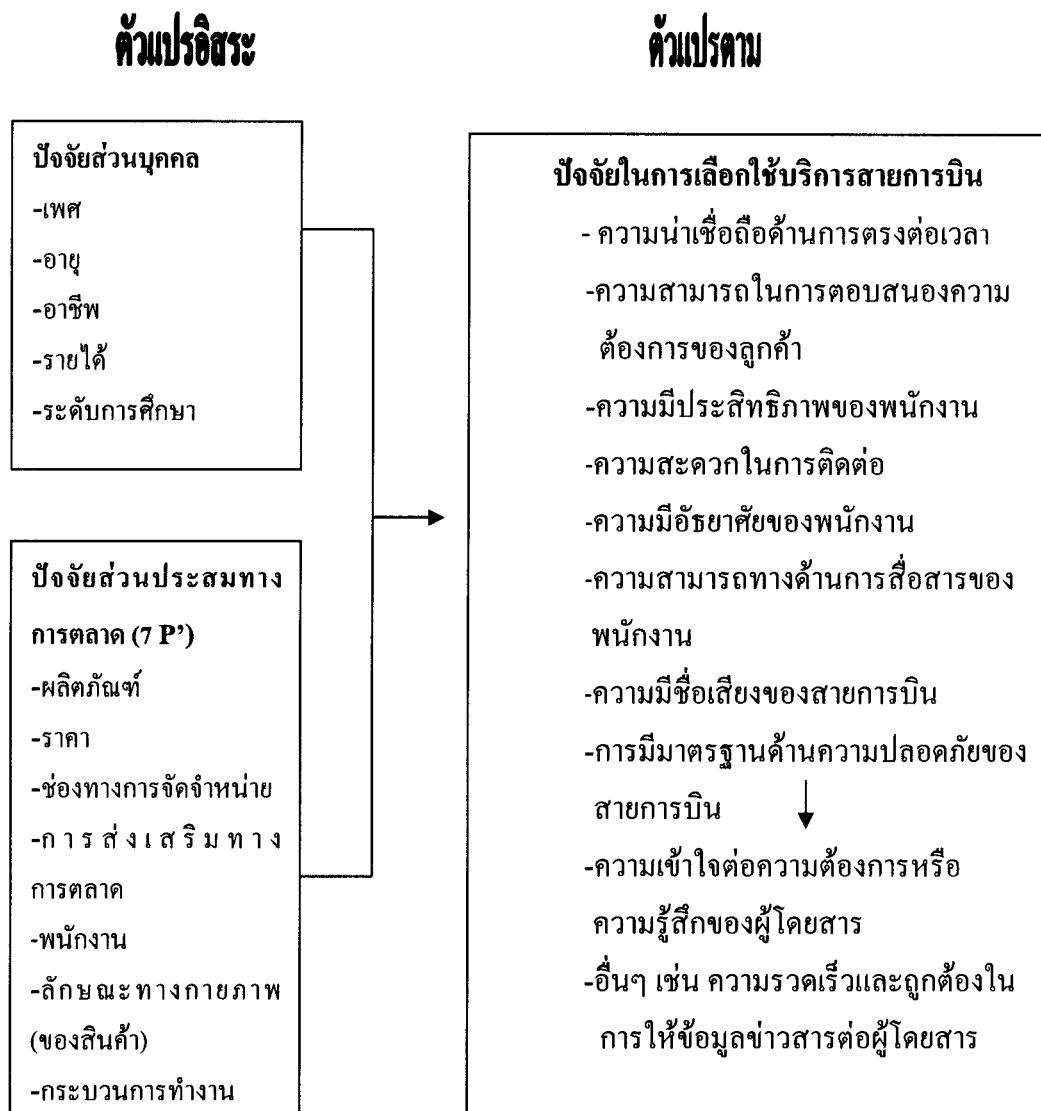 ตัวแปรอิสระ
ตัวแปรตาม
ปัจจัยส่วนบุคคล
-เพศ
-อายุ
-อาชีพ
-รายได้
-ระดับการศึกษา
ปัจจัยส่วนประสมทาง
การตลาด (7 P’)
-ผลิตภัณฑ์
-ราคา
-ช่องทางการจัดจำหน่าย
-การส่งเสริมทาง
การตลาด
-พนักงาน
-ลักษณะทางกายภาพ
(ของสินค้า)
-กระบวนการทำงาน
ปัจจัยในการเลือกใช้บริการสายการบิน
- ความน่าเชื่อถือด้านการตรงต่อเวลา
-ความสามารถในการตอบสนองความ
ต้องการของลูกค้า
-ความมีประสิทธิภาพของพนักงาน
-ความสะดวกในการติดต่อ
-ความมีอัธยาศัยของพนักงาน
-ความสามารถทางด้านการสื่อสารของ
พนักงาน
-ความมีชื่อเสียงของสายการบิน
-การมีมาตรฐานด้านความปลอดภัยของ
สายการบิน
-ความเข้าใจต่อความต้องการหรือ
ความรู้สึกของผู้โดยสาร
-อื่นๆ เช่น ความรวดเร็วและถูกต้องใน
การให้ข้อมูลข่าวสารต่อผู้โดยสาร